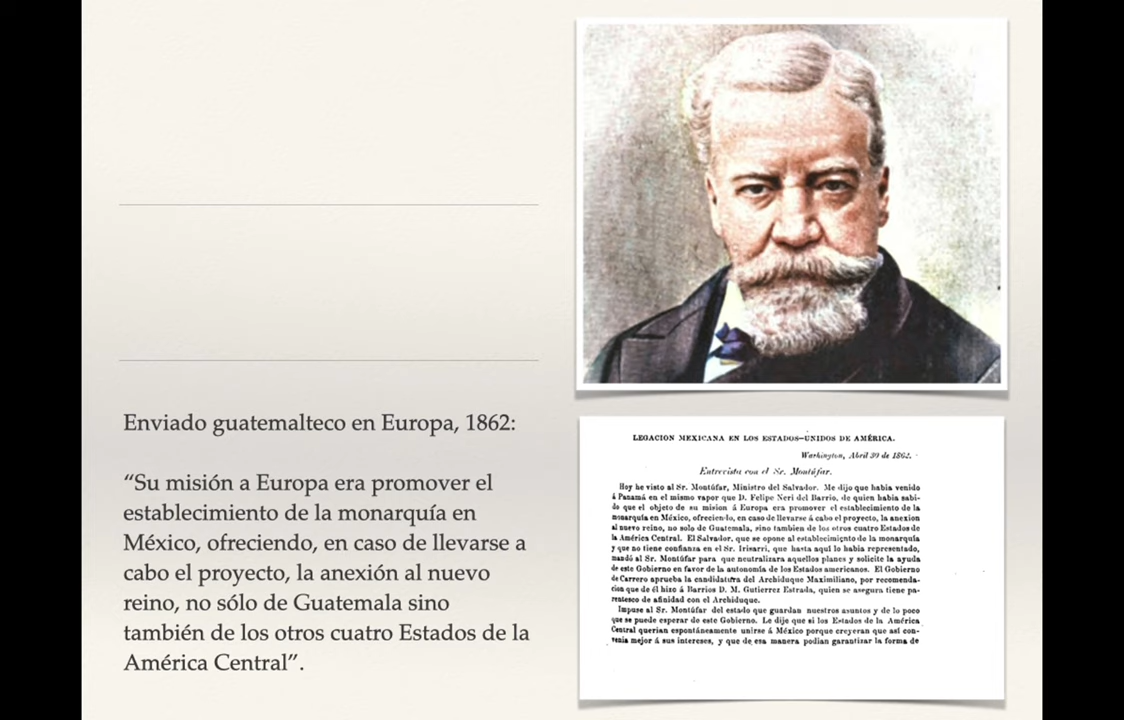 Enviado guatemalteco en Europa, 1862:
“Su misión a Europa era promover el
establecimiento de la monarquía en
México, ofreciendo, en caso de llevarse a
cabo el proyecto, la anexión al nuevo
reino, no sólo de Guatemala sino
también de los otros cuatro Estados de la
América Central”.
LEGACION MEXICANA EN LOS ESTADOS-UNIDOS DE AMÉRICA.
Washington, Abril 30 de 1862.
Entrevista con el Sr. Montúfar.
Hoy he visto al Sr. Montúfar, Ministro del Salvador. Me dijo que habia venido
á Panamá en el mismo vapor que D. Felipe Neri del Barrio, de quien habia sabi-
do que el objeto de su mision á Europa era promover el establecimiento de la
monarquía en México, ofreciendo, en caso de llevarse á cabo el proyecto, la anexion
al nuevo reino, no solo de Guatemala, sino tambien de los otros cuatro Estados de
la América Central. El Salvador, que se opone al establecimiento de la monarquía
y que no tiene confianza en el Sr. Irisarri, que hasta aquí lo habia representado,
mandó al Sr. Montúfar para que neutralizara aquellos planes y solicite la ayuda
de este Gobierno en favor de la autonomía de los Estados americanos. El Gobierno
de Carrera aprueba la candidatura del Archiduque Maximiliano, por recomenda-
cion que de él hizo á Barrios D. M. Gutierrez Estrada, quien se asegura tiene pa-
rentesco de afinidad con el Archiduque.
Impuse al Sr. Montúfar del estado que guardan nuestros asuntos y de lo poco
que se puede esperar de este Gobierno. Le dije que si los Estados de la América
Central querian espontáneamente unirse á México porque creyeran que así con-
venia mejor á sus intereses, y que de esa manera podian garantizar la forma de